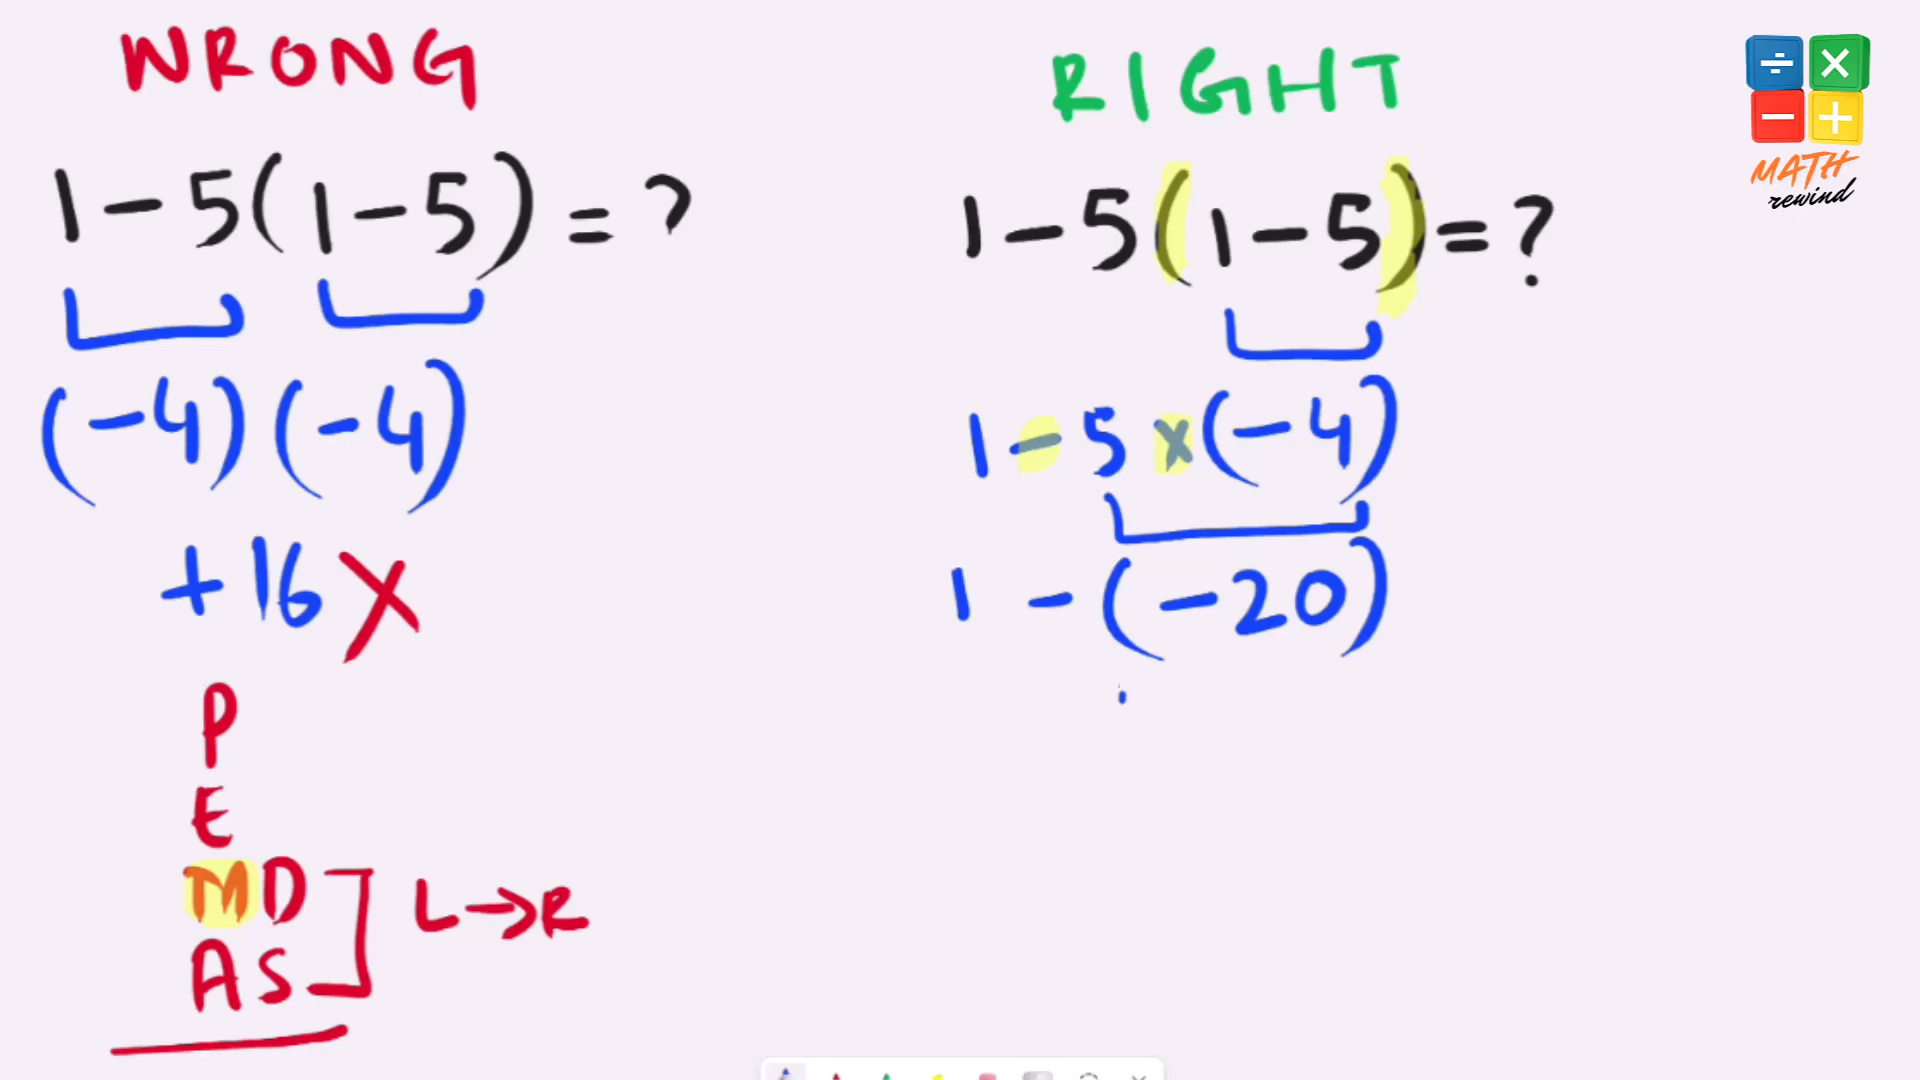 WRONG
1-5(1-5)=?
(-4)(-4)
+16 X
P
E
MD
AS
L→R
RIGHT
1-5(1-5)=?
1-5x(-4)
1-(-20)
÷ ×
− +
MATH
rewind